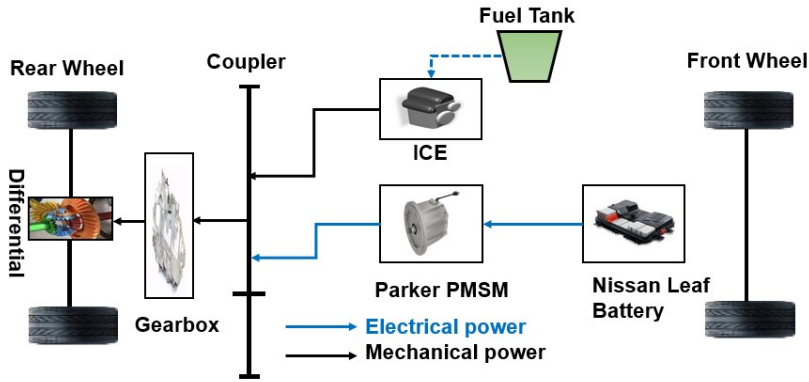 Fuel Tank
Rear Wheel
Coupler
Front Wheel
ICE
Differential
Parker PMSM
Nissan Leaf
Battery
Gearbox
Electrical power
Mechanical power